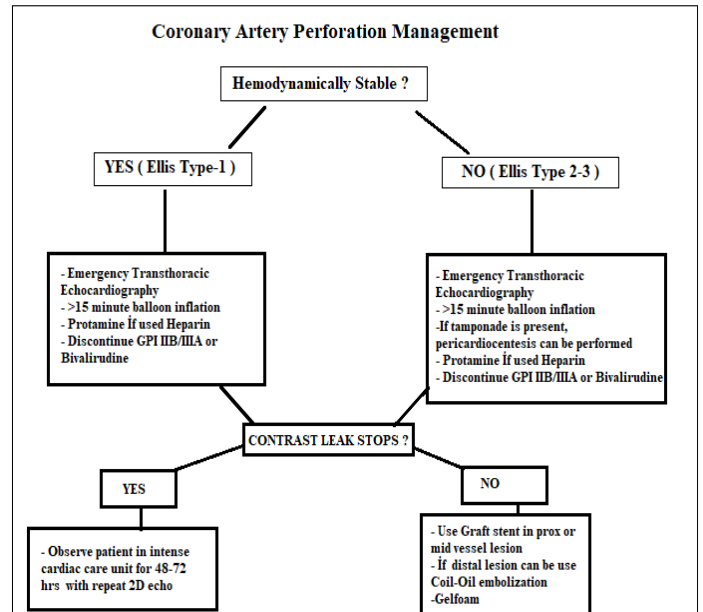 Coronary Artery Perforation Management
Hemodynamically Stable ?
YES ( Ellis Type-1 )
NO ( Ellis Type 2-3 )
- Emergency Transthoracic
Echocardiography
- >15 minute balloon inflation
- Protamine İf used Heparin
- Discontinue GPI IIB/IIIA or
Bivalirudine
- Emergency Transthoracic
Echocardiography
- >15 minute balloon inflation
-If tamponade is present,
pericardiocentesis can be performed
- Protamine İf used Heparin
- Discontinue GPI IIB/IIIA or Bivalirudine
CONTRAST LEAK STOPS ?
YES
NO
- Observe patient in intense
cardiac care unit for 48-72
hrs with repeat 2D echo
- Use Graft stent in prox or
mid vessel lesion
- İf distal lesion can be use
Coil-Oil embolization
-Gelfoam